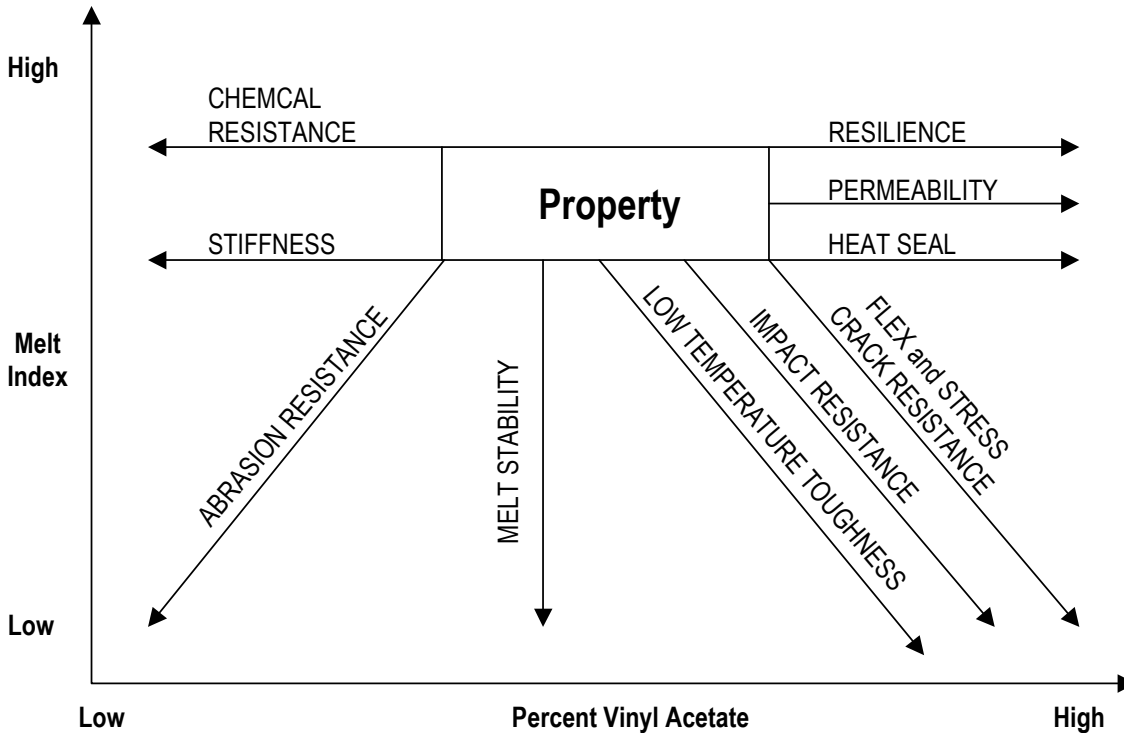 High
CHEMCAL
RESISTANCE
RESILIENCE
Property
PERMEABILITY
STIFFNESS
HEAT SEAL
Melt
Index
ABRASION RESISTANCE
MELT STABILITY
LOW TEMPERATURE TOUGHNESS
IMPACT RESISTANCE
FLEX and STRESS
CRACK RESISTANCE
Low
Low
Percent Vinyl Acetate
High